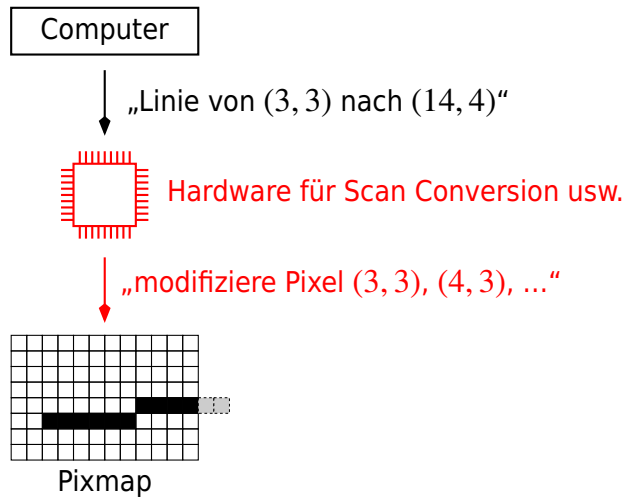 Computer
„Linie von (3, 3) nach (14, 4)“
Hardware für Scan Conversion usw.
„modifiziere Pixel (3, 3), (4, 3), …“
Pixmap